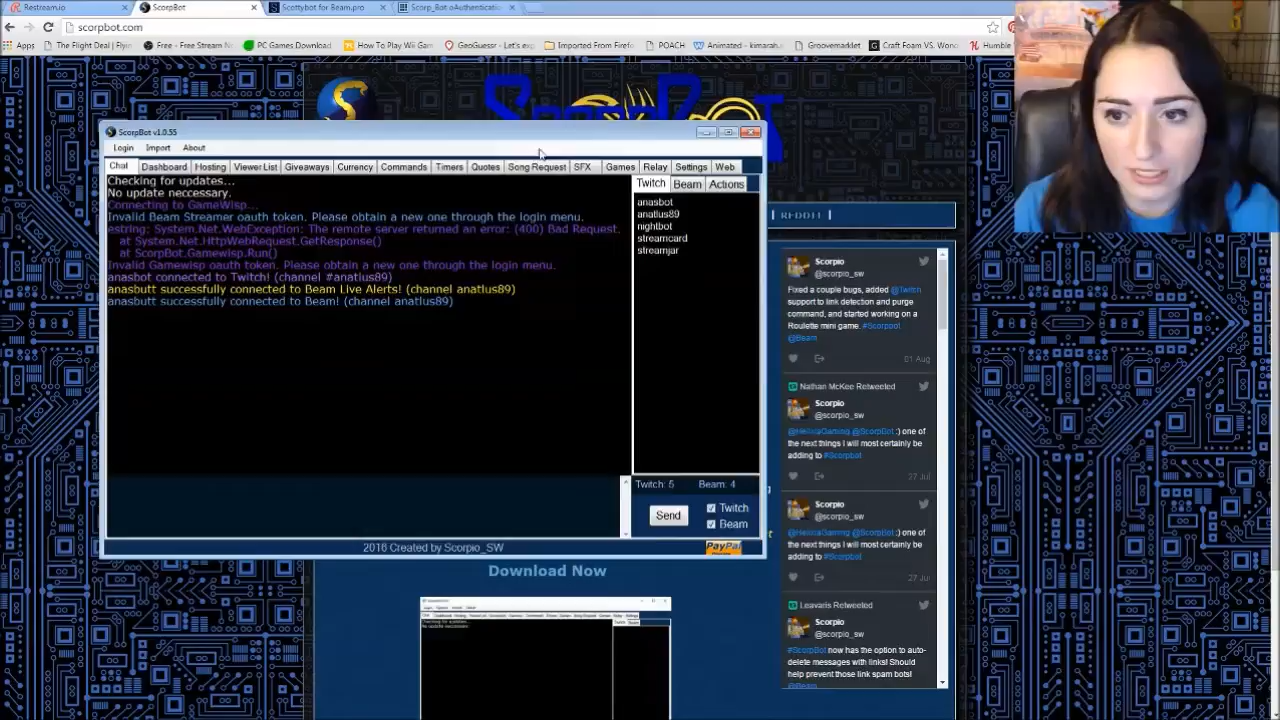 Restream.io
ScorpBot
Scottybot for Beam.pro
Scorp_Bot oAuthenticatio
scorpbot.com
Apps
The Flight Deal | Flyin
Free - Free Stream N
PC Games Download
How To Play Wii Gam
GeoGuessr - Let's exp
Imported From Firefo
POACH
Animated - kimarah
Groovemarklet
Craft Foam VS. Wond
Humble
ScorpBot v1.0.55
Login Import About
Chat Dashboard Hosting Viewer List Giveaways Currency Commands Timers Quotes Song Request SFX Games Relay Settings Web
Checking for updates...
No update neccessary.
Connecting to GameWisp...
Invalid Beam Streamer oauth token. Please obtain a new one through the login menu.
estring: System.Net.WebException: The remote server returned an error: (400) Bad Request.
at System.Net.HttpWebRequest.GetResponse()
at ScorpBot.Gamewisp.Run()
Invalid Gamewisp oauth token. Please obtain a new one through the login menu.
anasbot connected to Twitch! (channel #anatlus89)
anasbutt successfully connected to Beam Live Alerts! (channel anatlus89)
anasbutt successfully connected to Beam! (channel anatlus89)
Twitch Beam Actions
anasbot
anatlus89
nightbot
streamcard
streamjar
Twitch: 5 Beam: 4
Send
Twitch
Beam
2016 Created by Scorpio_SW
PayPal
Download Now
| REDDIT |
Scorpio
@scorpio_sw
Fixed a couple bugs, added @Twitch
support to link detection and purge
command, and started working on a
Roulette mini game. #Scorpbot
@Beam
01 Aug
Nathan McKee Retweeted
Scorpio
@scorpio_sw
one of
the next things I will most certainly be
adding to #Scorpbot
27 Jul
Scorpio
@scorpio_sw
one of
the next things I will most certainly be
adding to #Scorpbot
27 Jul
Leavaris Retweeted
Scorpio
@scorpio_sw
#ScorpBot now has the option to auto-
delete messages with links! Should
help prevent those link spam bots!
@Beam